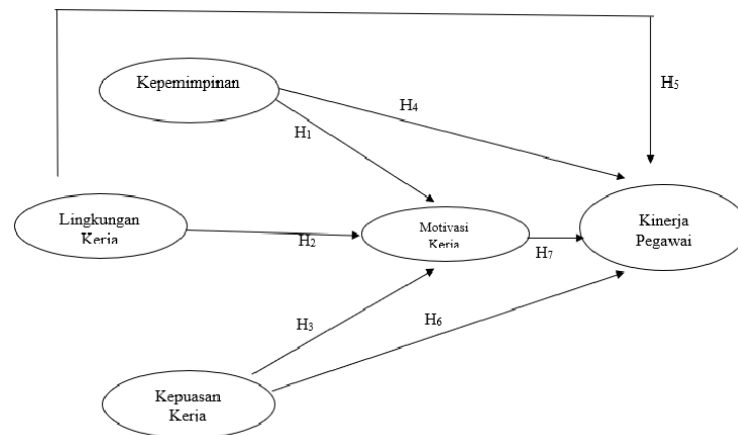 Kepemimpinan
H5
H4
H1
Lingkungan
Kerja
H2
Motivasi
Kerja
Kinerja
Pegawai
H7
H3
H6
Kepuasan
Kerja